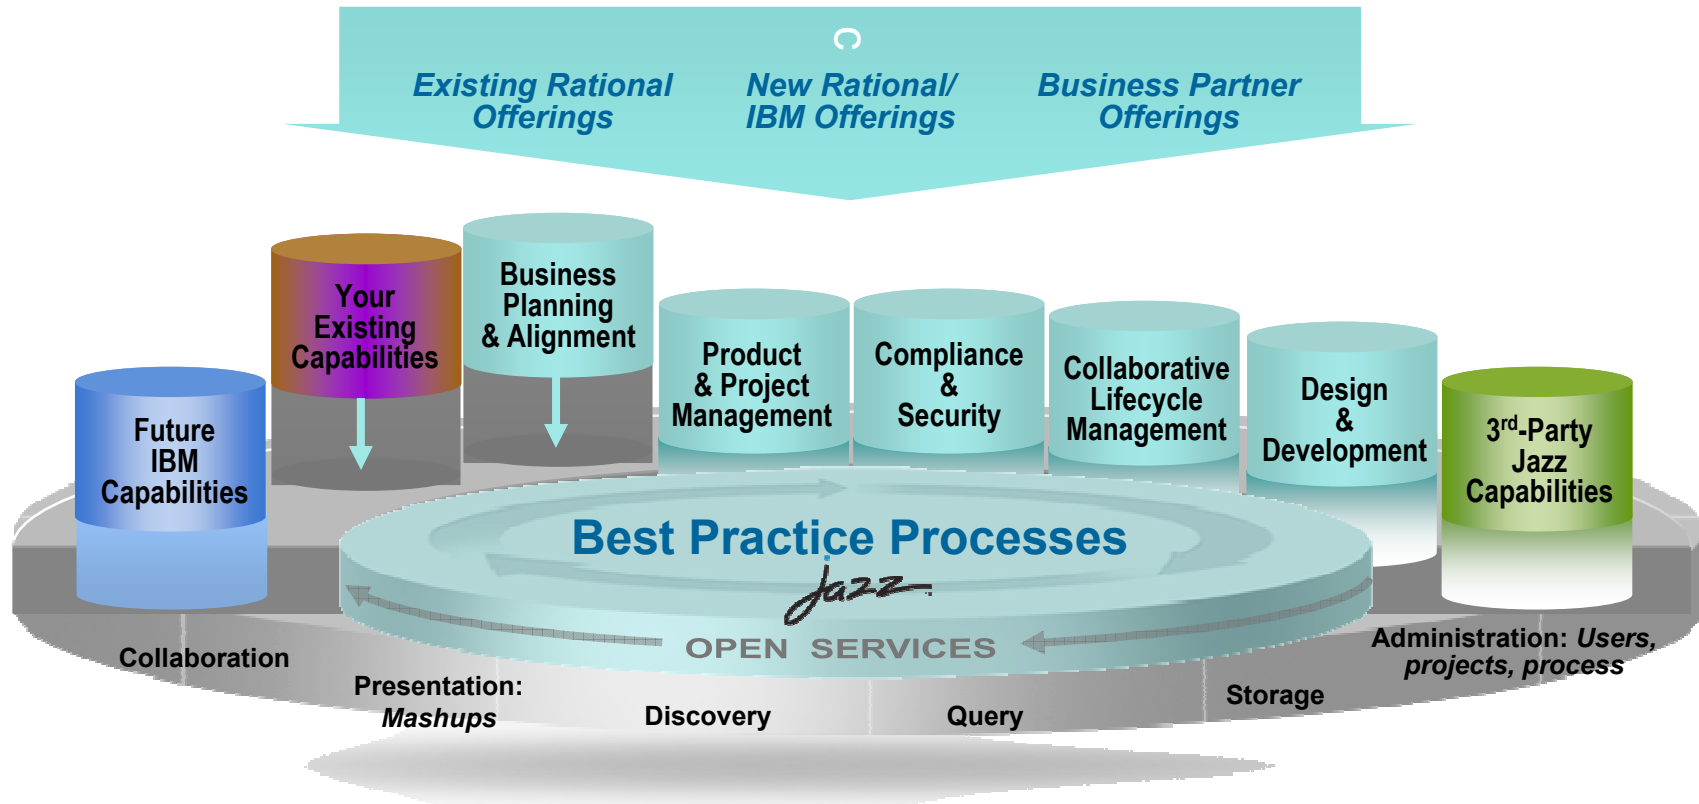 C
Existing Rational
Offerings
New Rational/
IBM Offerings
Business Partner
Offerings
Future
IBM
Capabilities
Your
Existing
Capabilities
Business
Planning
& Alignment
Product
& Project
Management
Compliance
&
Security
Collaborative
Lifecycle
Management
Design
&
Development
3rd-Party
Jazz
Capabilities
Best Practice Processes
Jazz
OPEN SERVICES
Collaboration
Presentation:
Mashups
Discovery
Query
Storage
Administration: Users,
projects, process